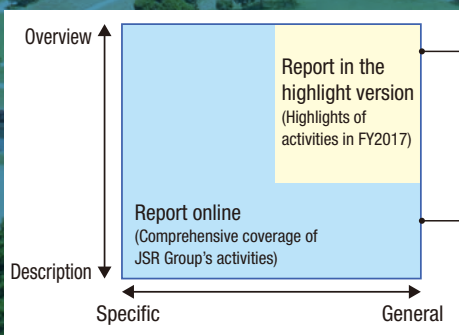 Overview
Report in the
highlight version
(Highlights of
activities in FY2017)
Report online
(Comprehensive coverage of
JSR Group's activities)
Description
Specific
General